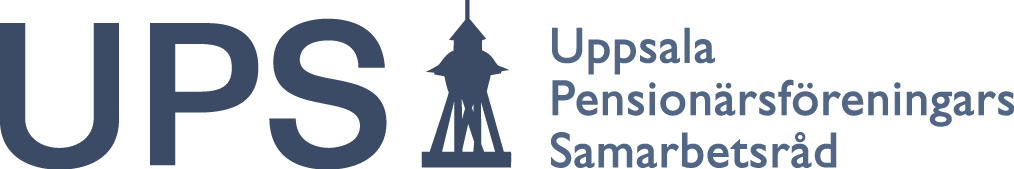 UPS
Uppsala
Pensionärsföreningars
Samarbetsråd